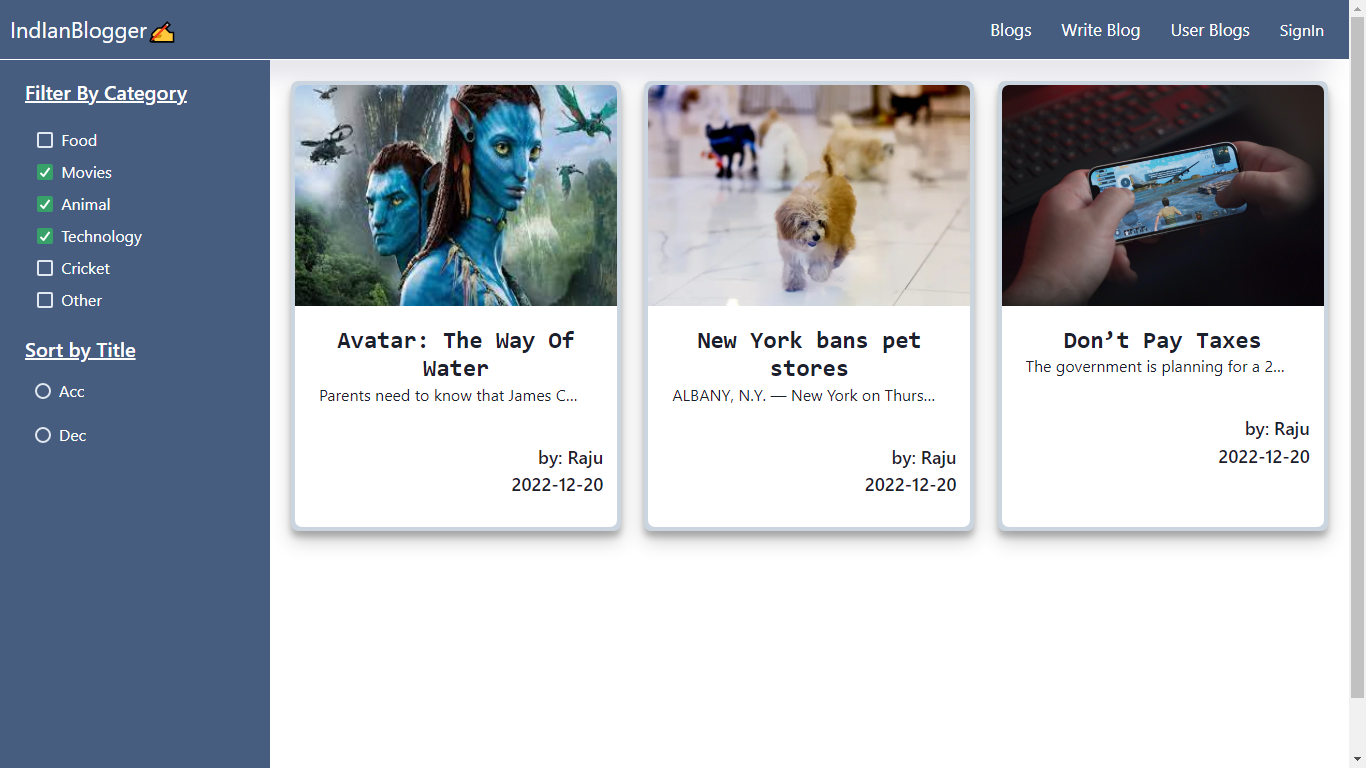 IndIanBlogger✍
Blogs Write Blog User Blogs SignIn
Filter By Category
Food
Movies
Animal
Technology
Cricket
Other
Sort by Title
Acc
Dec
Avatar: The Way Of
Water
Parents need to know that James C...
by: Raju
2022-12-20
New York bans pet
stores
ALBANY, N.Y. — New York on Thurs...
by: Raju
2022-12-20
Don’t Pay Taxes
The government is planning for a 2...
by: Raju
2022-12-20